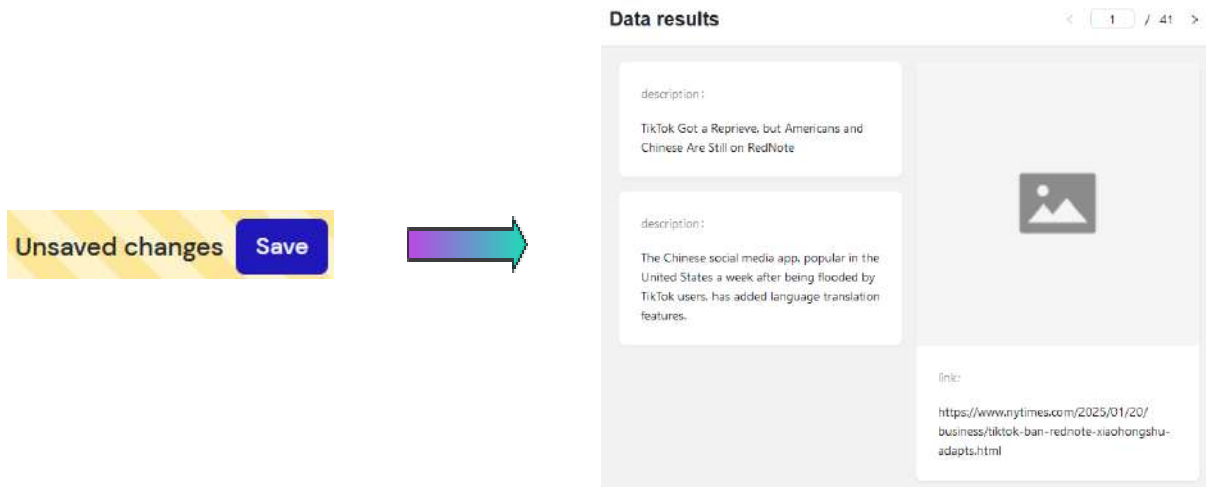 Unsaved changes Save
Data results
< 1 / 41 >
description:
TikTok Got a Reprieve, but Americans and
Chinese Are Still on RedNote
description:
The Chinese social media app, popular in the
United States a week after being flooded by
TikTok users, has added language translation
features.
link:
https://www.nytimes.com/2025/01/20/
business/tiktok-ban-rednote-xiaohongshu-
adapts.html